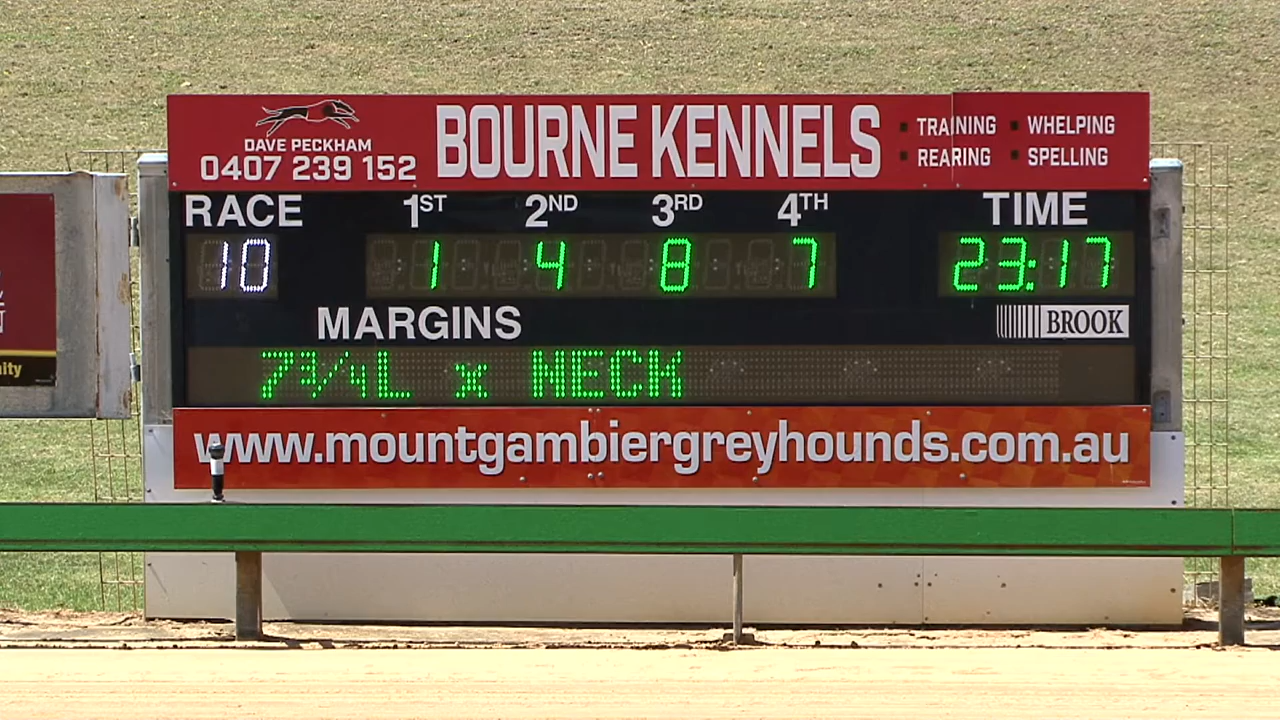 DAVE PECKHAM
0407 239 152
BOURNE KENNELS
TRAINING WHELPING
REARING SPELLING
RACE 1ST 2ND 3RD 4TH TIME
10 1 4 8 7 23:17
MARGINS
BROOK
7¾L x NECK
www.mountgambiergreyhounds.com.au